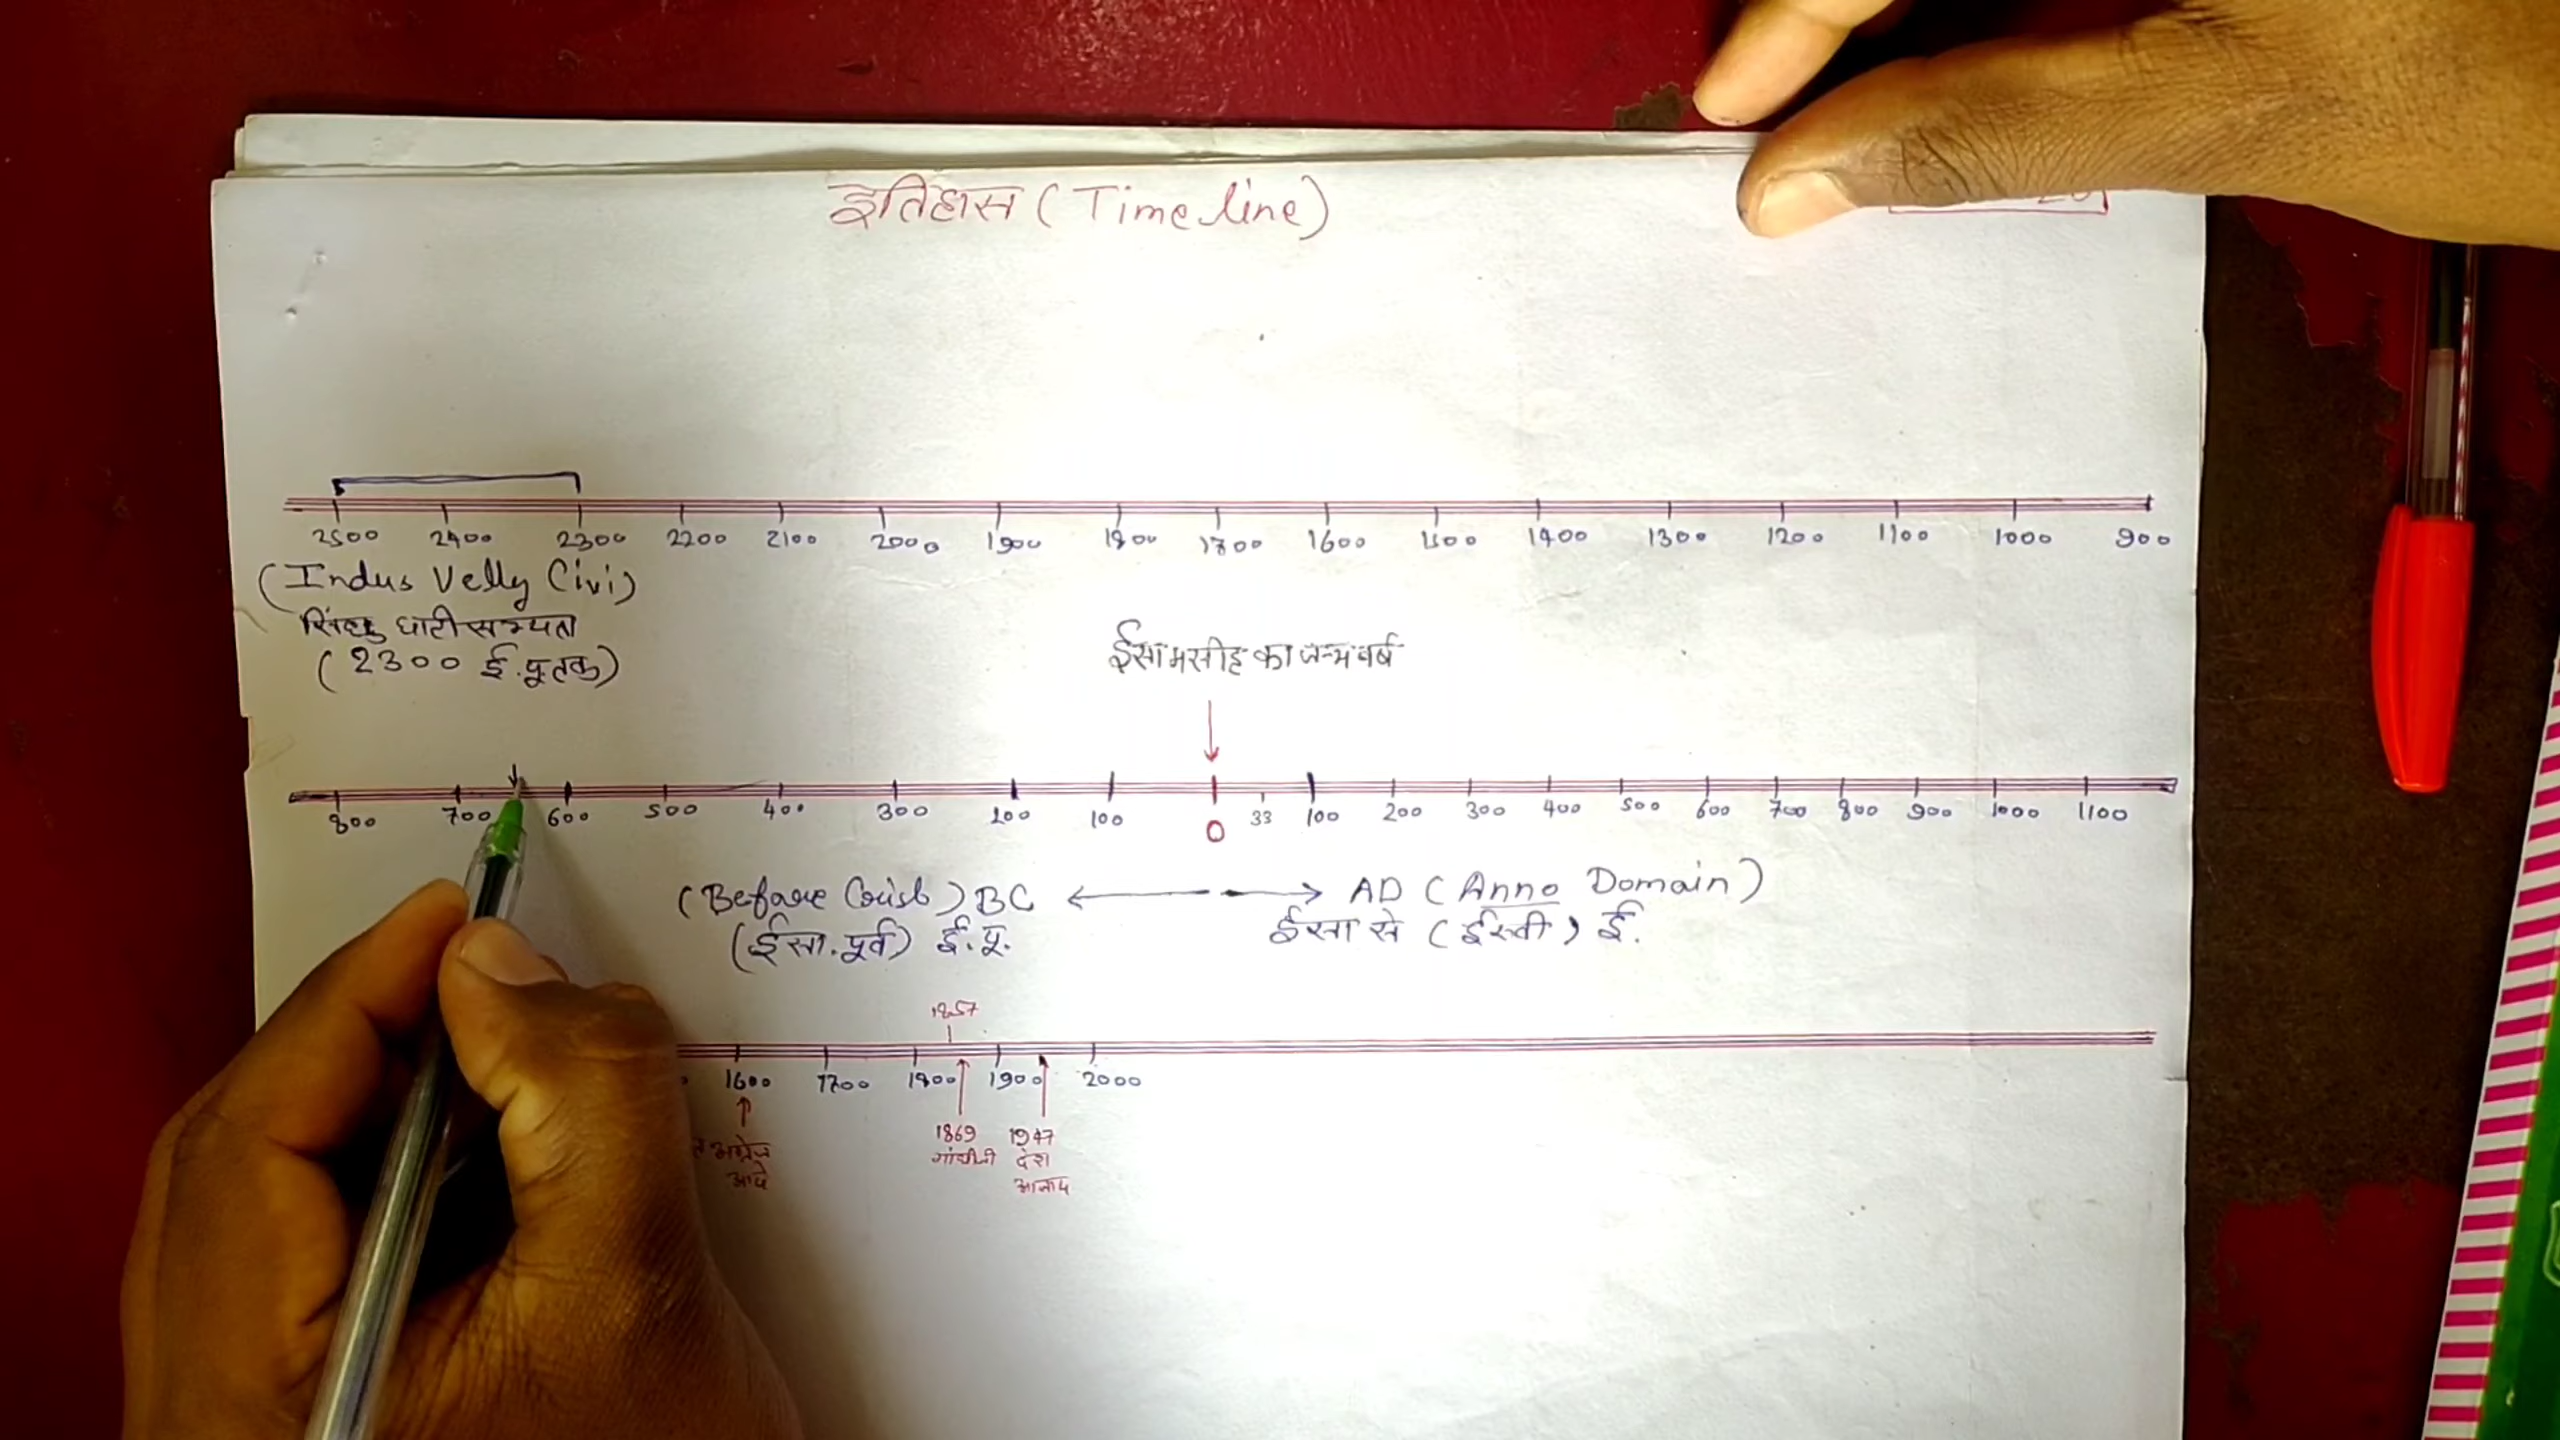 इतिहास (Time line)
2500 2400 2300 2200 2100 2000 1900 1800 1700 1600 1500 1400 1300 1200 1100 1000 900
(Indus Velly Civi)
सिंधु घाटी सभ्यता
(2300 ई.पू. तक)
ईसा मसीह का जन्म वर्ष
800 700 600 500 400 300 200 100 0 33 100 200 300 400 500 600 700 800 900 1000 1100
(Before Crist) BC AD (Anno Domain)
(ईसा.पूर्व) ई.पू. ईसा से (ईस्वी) ई.
1857
1600 1700 1800 1900 2000
1869 1947
अंग्रेज गांधीजी देश
आये आजाद